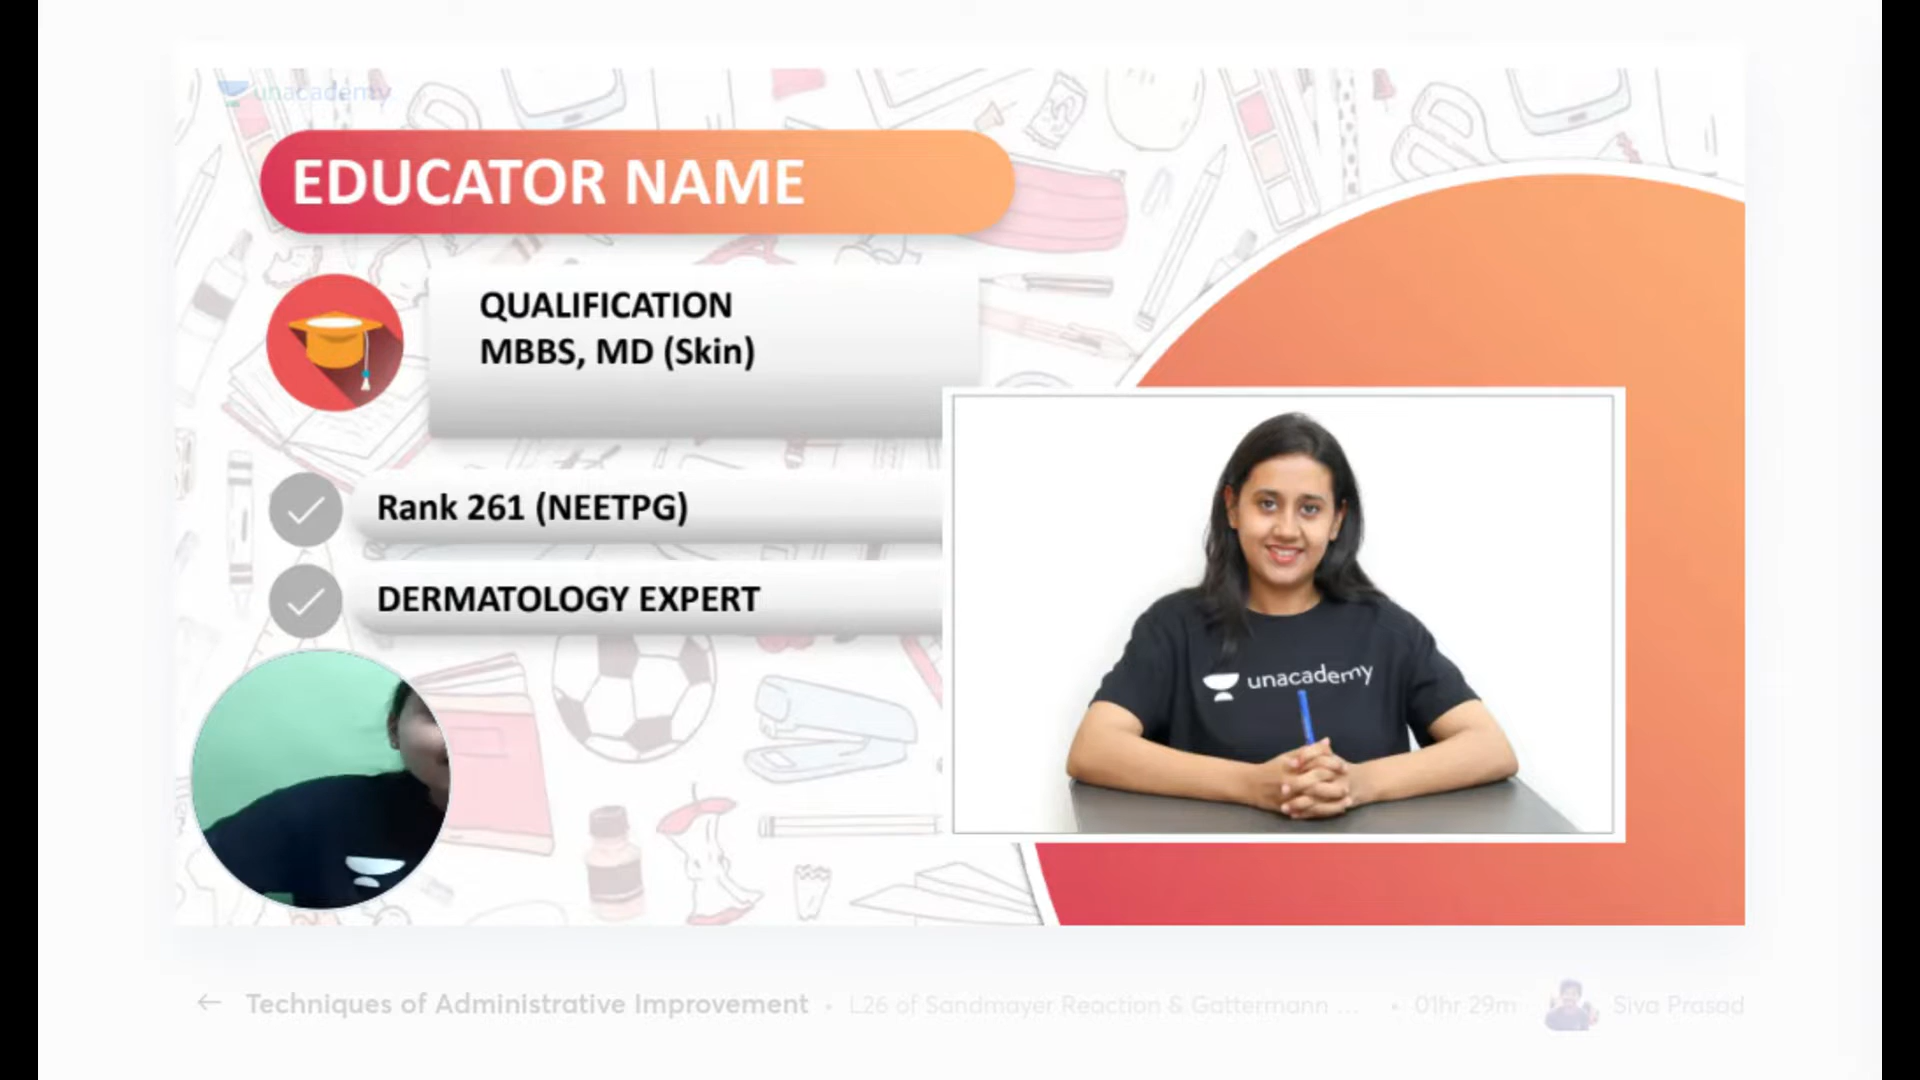 unacademy
EDUCATOR NAME
QUALIFICATION
MBBS, MD (Skin)
Rank 261 (NEETPG)
DERMATOLOGY EXPERT
unacademy
← Techniques of Administrative Improvement • L26 of Sandmayer Reaction & Gattermann ... • 01hr 29m Siva Prasad